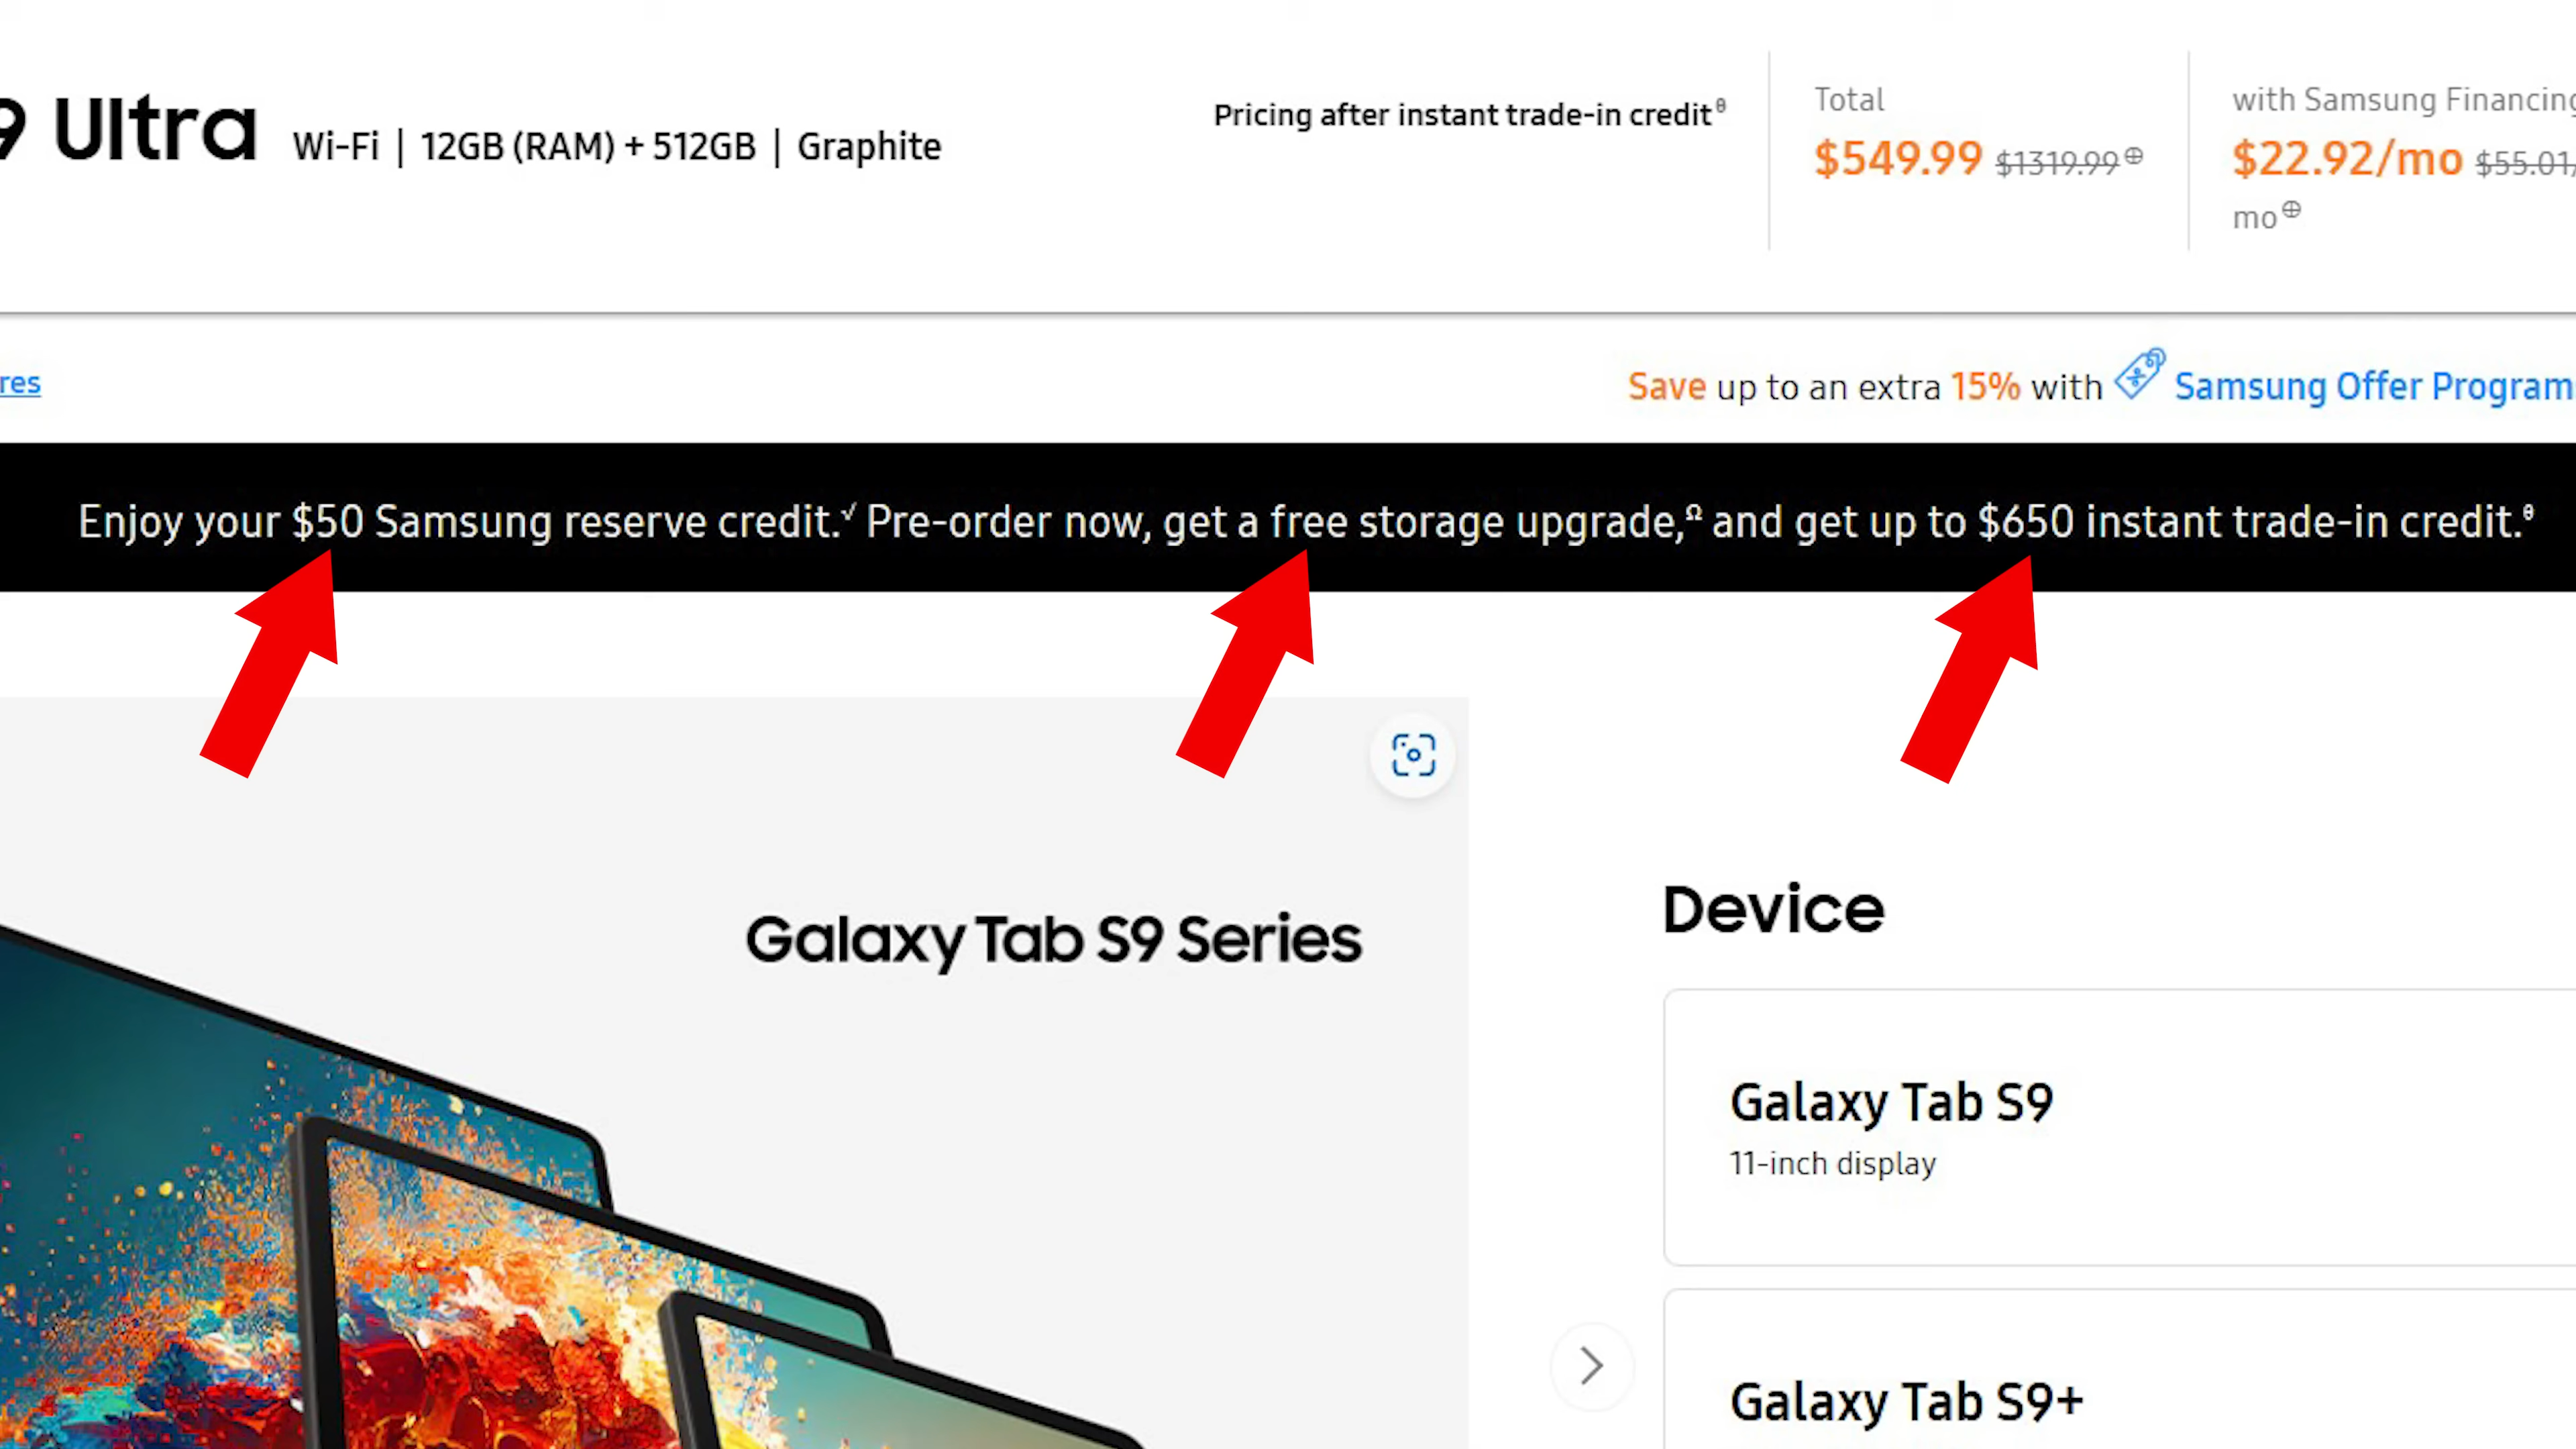 9 Ultra Wi-Fi | 12GB (RAM) + 512GB | Graphite
Pricing after instant trade-in creditθ
Total
$549.99 $1319.99⊕
with Samsung Financing
$22.92/mo $55.01/
mo⊕
res
Save up to an extra 15% with Samsung Offer Program
Enjoy your $50 Samsung reserve credit.√ Pre-order now, get a free storage upgrade,Ω and get up to $650 instant trade-in credit.θ
Galaxy Tab S9 Series
Device
Galaxy Tab S9
11-inch display
Galaxy Tab S9+